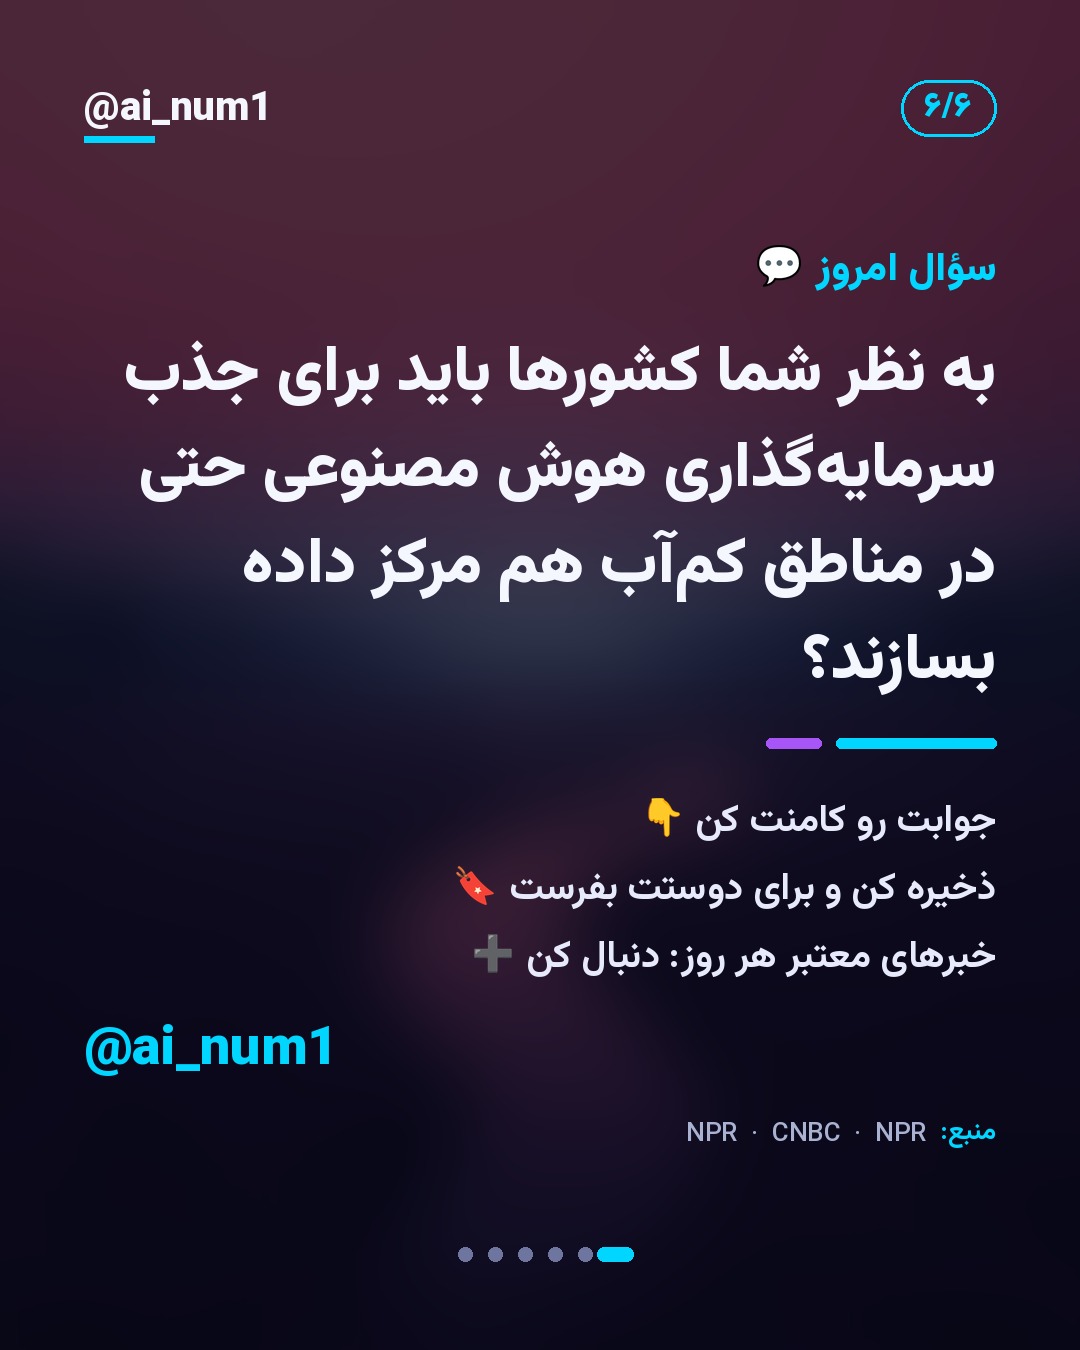 @ai_num1
۶/۶
سؤال امروز 💬
به نظر شما کشورها باید برای جذب
سرمایه‌گذاری هوش مصنوعی حتی
در مناطق کم‌آب هم مرکز داده
بسازند؟
جوابت رو کامنت کن 👇
ذخیره کن و برای دوستت بفرست 🔖
خبرهای معتبر هر روز: دنبال کن ➕
@ai_num1
منبع: NPR · CNBC · NPR